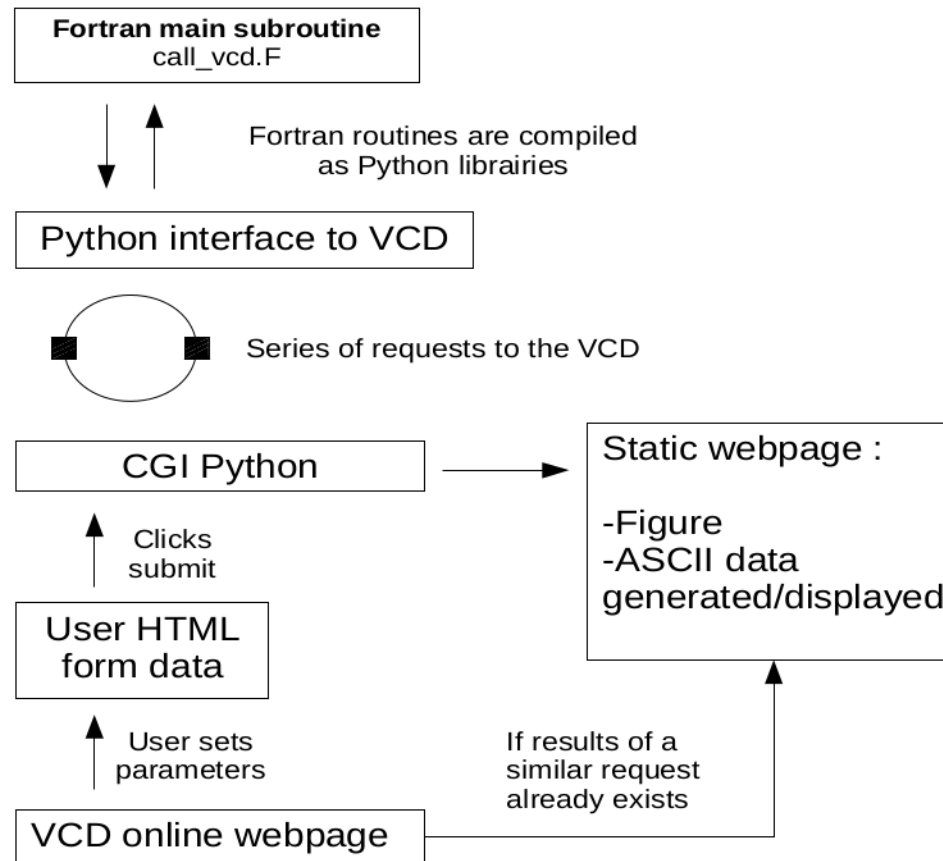 Fortran main subroutine
call_vcd.F
Fortran routines are compiled
as Python librairies
Python interface to VCD
Series of requests to the VCD
CGI Python
Static webpage :
-Figure
-ASCII data
generated/displayed
Clicks
submit
User HTML
form data
User sets
parameters
If results of a
similar request
already exists
VCD online webpage